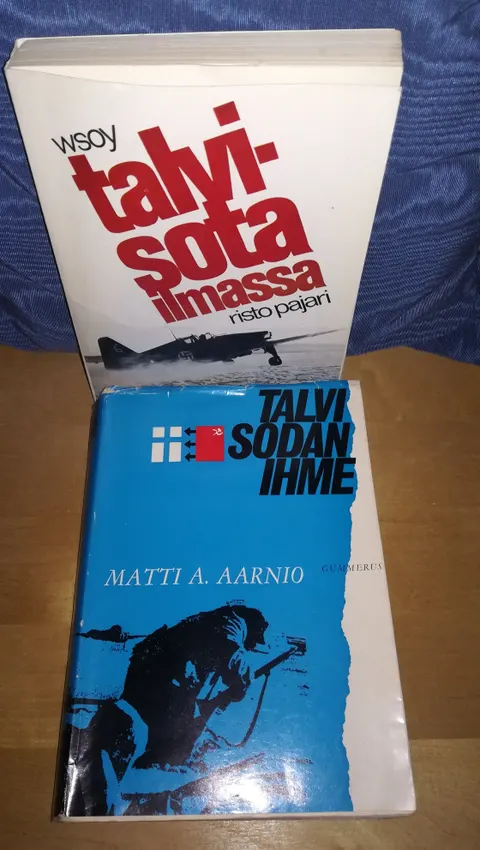 wsoy
talvi-
sota
ilmassa
risto pajari
TALVI
SODAN
IHME
MATTI A. AARNIO
GUMMERUS